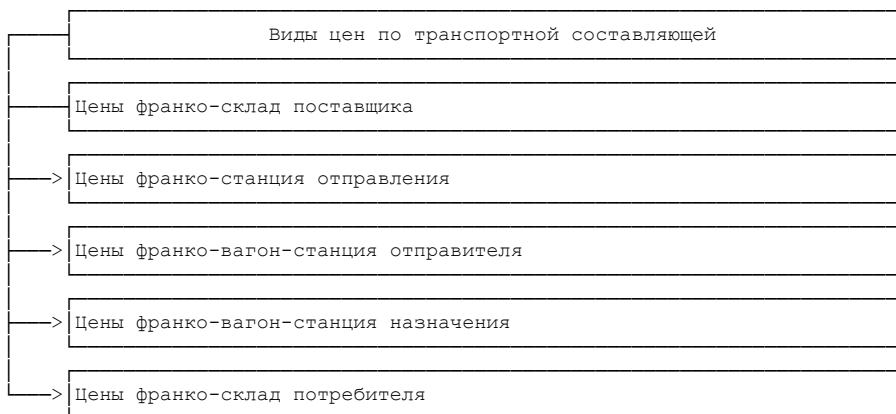 Виды цен по транспортной составляющей
Цены франко-склад поставщика
Цены франко-станция отправления
Цены франко-вагон-станция отправителя
Цены франко-вагон-станция назначения
Цены франко-склад потребителя